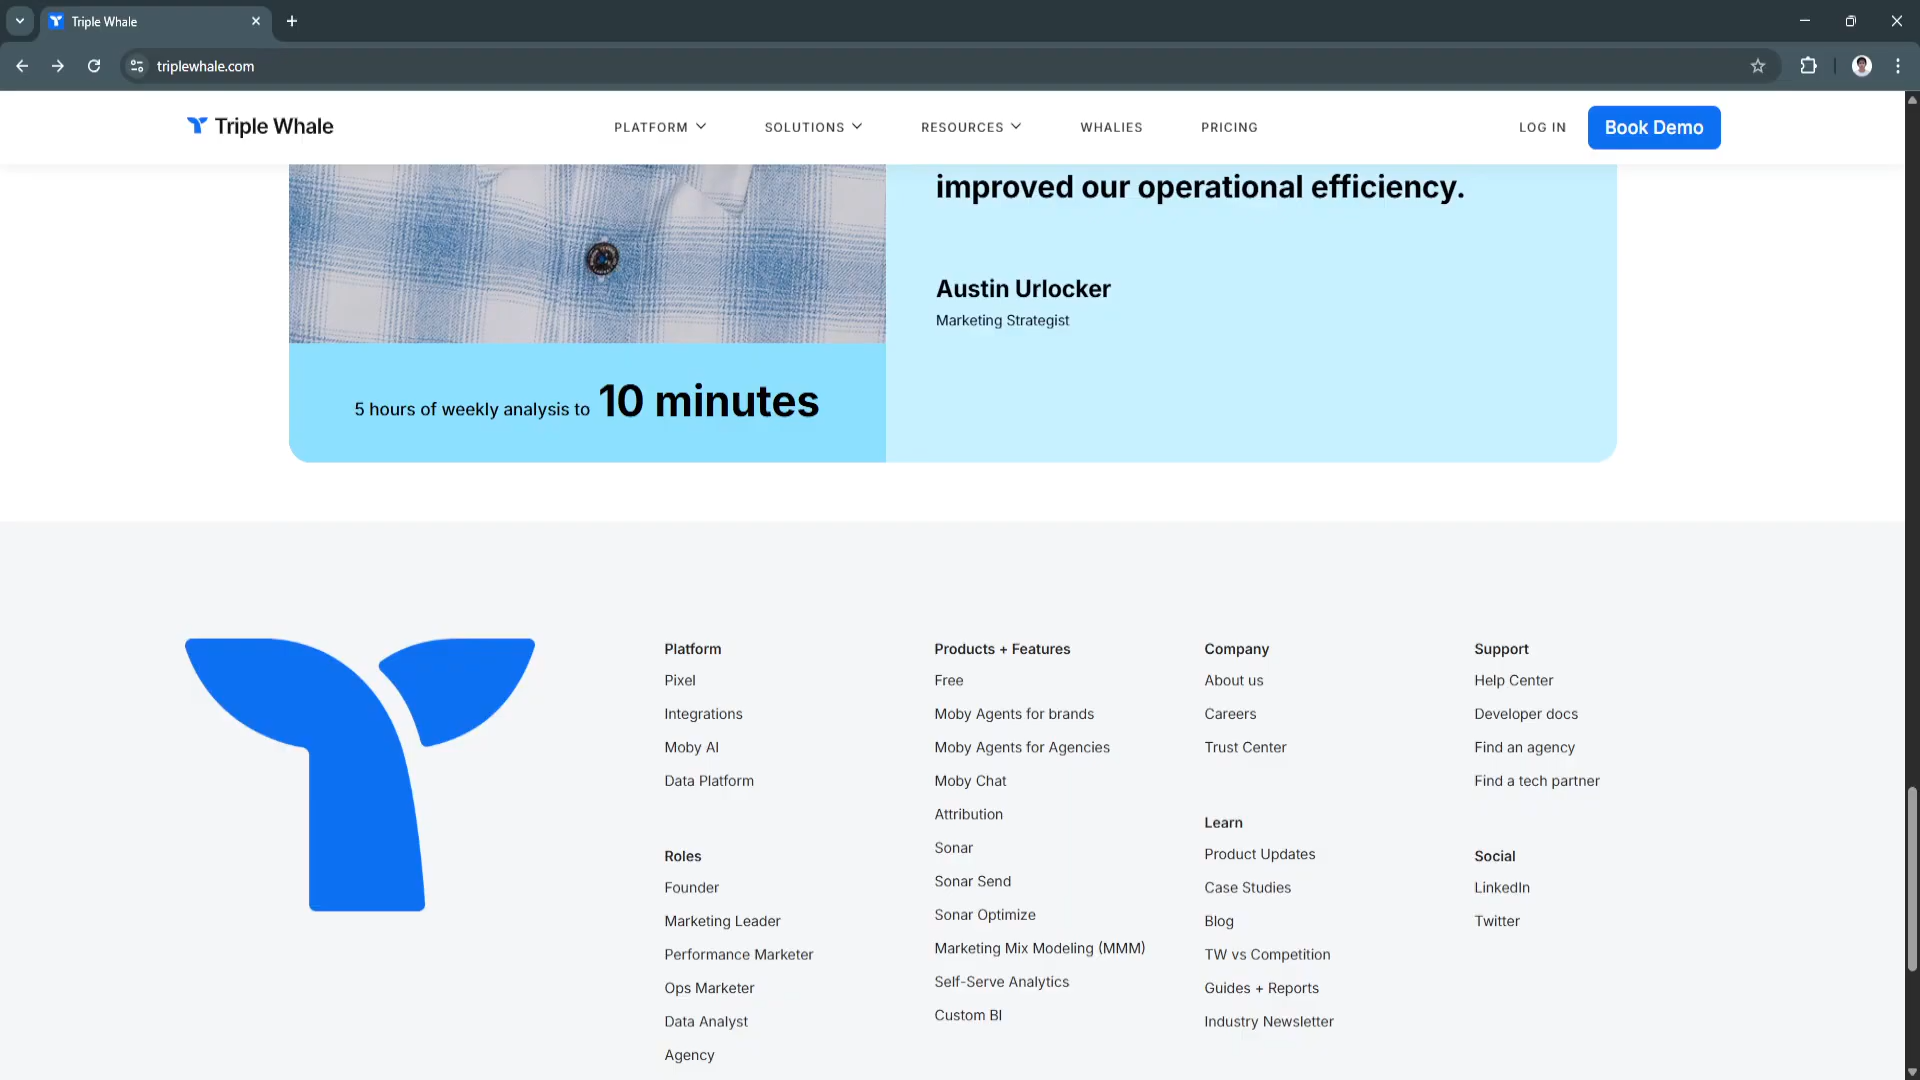 Triple Whale
triplewhale.com
Triple Whale
PLATFORM
SOLUTIONS
RESOURCES
WHALIES
PRICING
LOG IN
Book Demo
improved our operational efficiency.
Austin Urlocker
Marketing Strategist
5 hours of weekly analysis to 10 minutes
Platform
Pixel
Integrations
Moby AI
Data Platform
Roles
Founder
Marketing Leader
Performance Marketer
Ops Marketer
Data Analyst
Agency
Products + Features
Free
Moby Agents for brands
Moby Agents for Agencies
Moby Chat
Attribution
Sonar
Sonar Send
Sonar Optimize
Marketing Mix Modeling (MMM)
Self-Serve Analytics
Custom BI
Company
About us
Careers
Trust Center
Learn
Product Updates
Case Studies
Blog
TW vs Competition
Guides + Reports
Industry Newsletter
Support
Help Center
Developer docs
Find an agency
Find a tech partner
Social
LinkedIn
Twitter